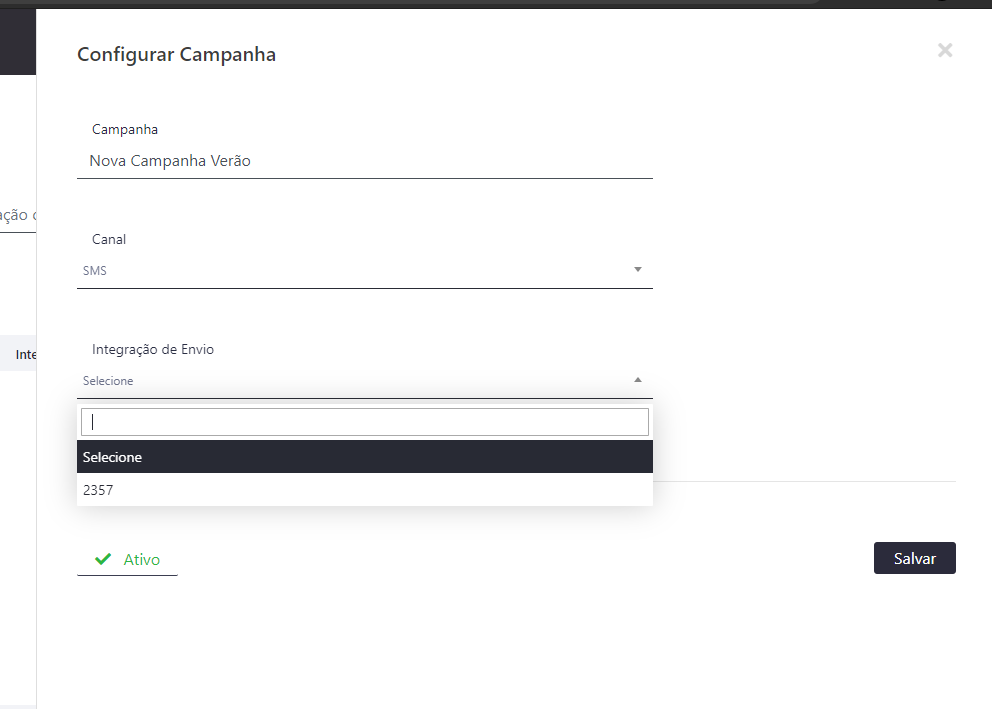 Configurar Campanha
Campanha
Nova Campanha Verão
ação
Canal
SMS
Integração de Envio
Inte
Selecione
Selecione
2357
Ativo
Salvar